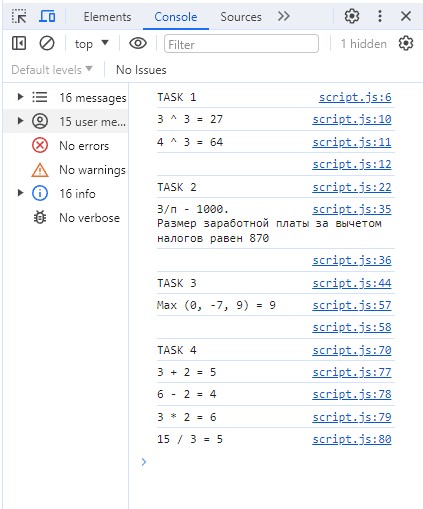 Elements Console Sources
top Filter 1 hidden
Default levels No Issues
16 messages
15 user me...
No errors
No warnings
16 info
No verbose
TASK 1 script.js:6
3 ^ 3 = 27 script.js:10
4 ^ 3 = 64 script.js:11
script.js:12
TASK 2 script.js:22
З/п - 1000. script.js:35
Размер заработной платы за вычетом
налогов равен 870
script.js:36
TASK 3 script.js:44
Max (0, -7, 9) = 9 script.js:57
script.js:58
TASK 4 script.js:70
3 + 2 = 5 script.js:77
6 - 2 = 4 script.js:78
3 * 2 = 6 script.js:79
15 / 3 = 5 script.js:80